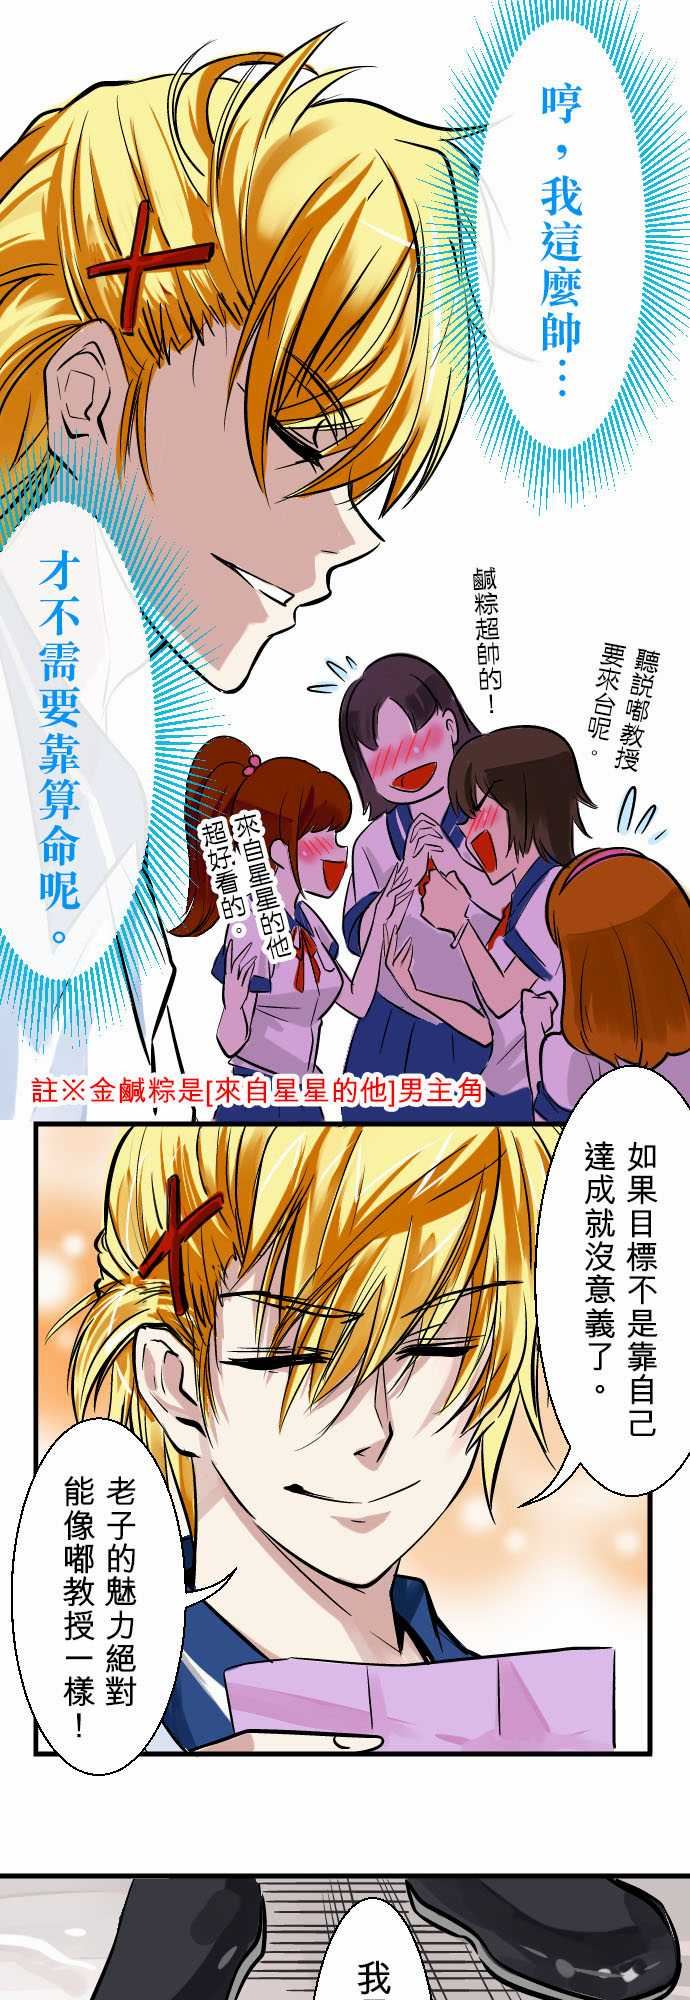 哼，我這麼帥…
才不需要靠算命呢。
聽說嘟教授
要來台呢。
鹹粽超帥的！
來自星星的他
超好看的。
註※金鹹粽是[來自星星的他]男主角
如果目標不是靠自己
達成就沒意義了。
老子的魅力絕對
能像嘟教授一樣！
我